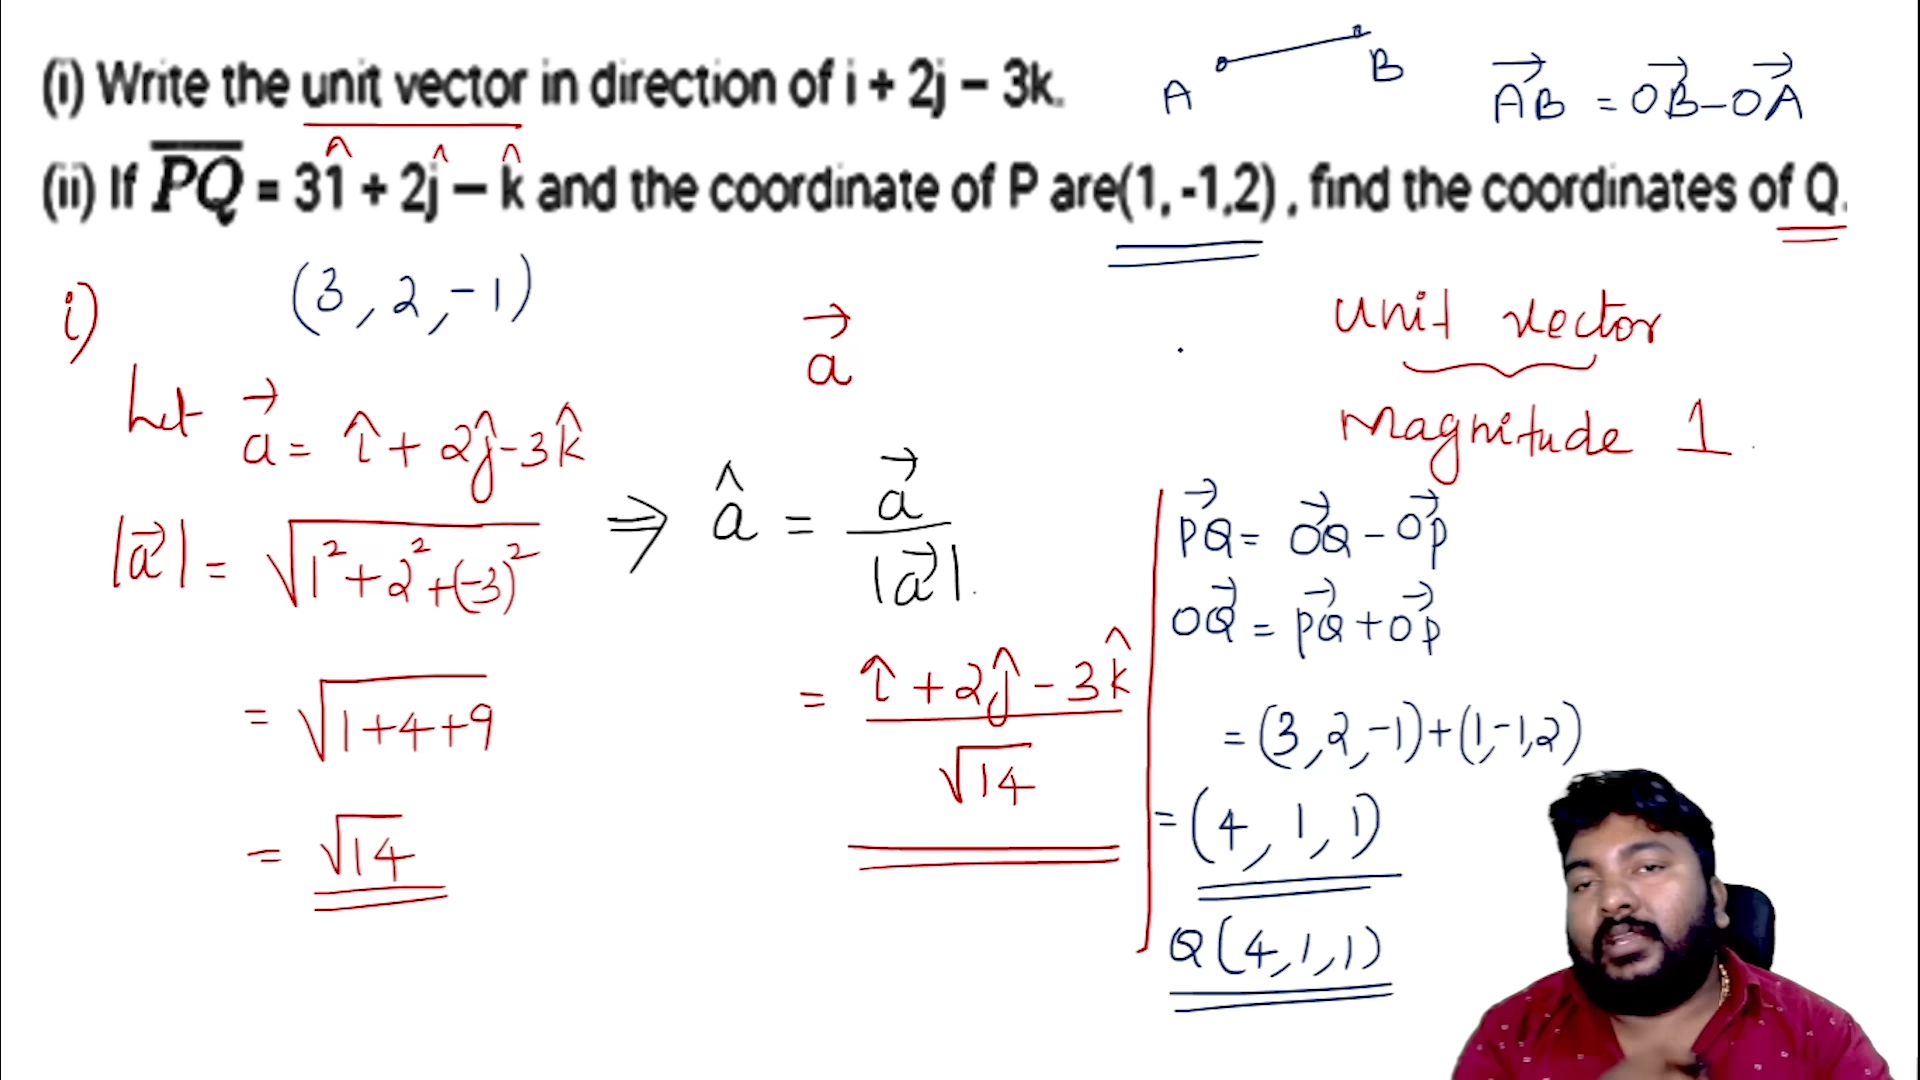 (i) Write the unit vector in direction of i + 2j − 3k.
A B
AB⃗ = OB⃗ − OA⃗
(ii) If P̅Q̅ = 31̂ + 2ĵ − k̂ and the coordinate of P are(1, -1,2) , find the coordinates of Q.
(3, 2, -1)
i)
Let a⃗ = î + 2ĵ - 3k̂
|a⃗| = √(1² + 2² + (-3)²)
= √(1+4+9)
= √14
a⃗
⇒ â = a⃗ / |a⃗|.
= (î + 2ĵ - 3k̂) / √14
unit vector
Magnitude 1
PQ⃗ = OQ⃗ - OP⃗
OQ⃗ = PQ⃗ + OP⃗
= (3, 2, -1) + (1, -1, 2)
= (4, 1, 1)
Q(4, 1, 1)